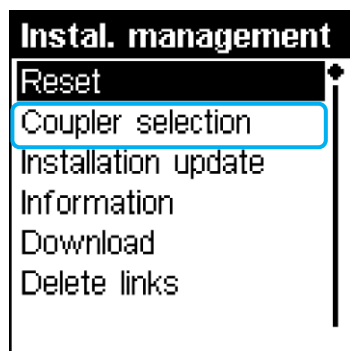 Instal. management
Reset
Coupler selection
Installation update
Information
Download
Delete links